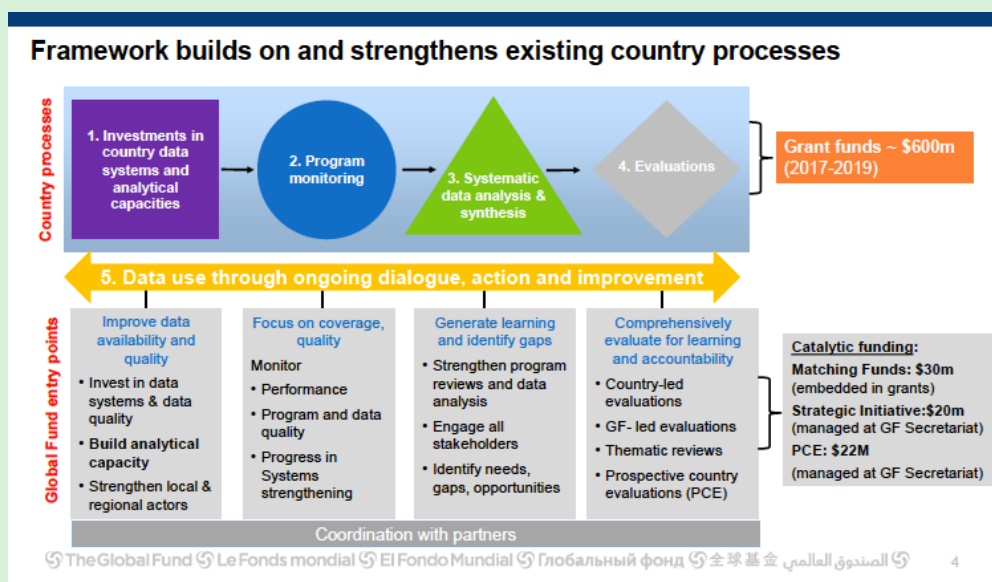 Framework builds on and strengthens existing country processes
Country processes
1. Investments in
country data
systems and
analytical
capacities
2. Program
monitoring
3. Systematic
data analysis &
synthesis
4. Evaluations
Grant funds ~ $600m
(2017-2019)
5. Data use through ongoing dialogue, action and improvement
Global Fund entry points
Improve data
availability and
quality
• Invest in data
systems & data
quality
• Build analytical
capacity
• Strengthen local &
regional actors
Focus on coverage,
quality
Monitor
• Performance
• Program and data
quality
• Progress in
Systems
strengthening
Generate learning
and identify gaps
• Strengthen program
reviews and data
analysis
• Engage all
stakeholders
• Identify needs,
gaps, opportunities
Comprehensively
evaluate for learning
and accountability
• Country-led
evaluations
• GF- led evaluations
• Thematic reviews
• Prospective country
evaluations (PCE)
Catalytic funding:
Matching Funds: $30m
(embedded in grants)
Strategic Initiative:$20m
(managed at GF Secretariat)
PCE: $22M
(managed at GF Secretariat)
Coordination with partners
The Global Fund Le Fonds mondial El Fondo Mundial Глобальный фонд 全球基金 الصندوق العالمي 4